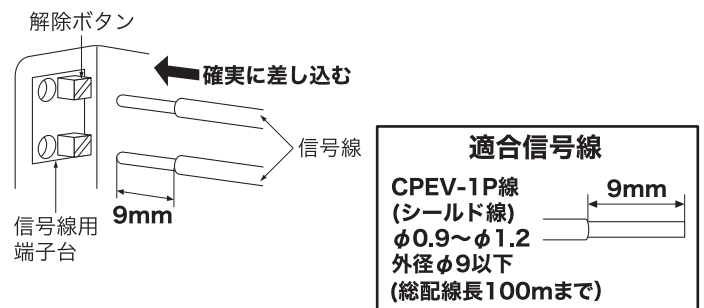 解除ボタン
確実に差し込む
信号線
9mm
信号線用
端子台
適合信号線
CPEV-1P線
(シールド線)
φ0.9～φ1.2
外径φ9以下
(総配線長100mまで)
9mm